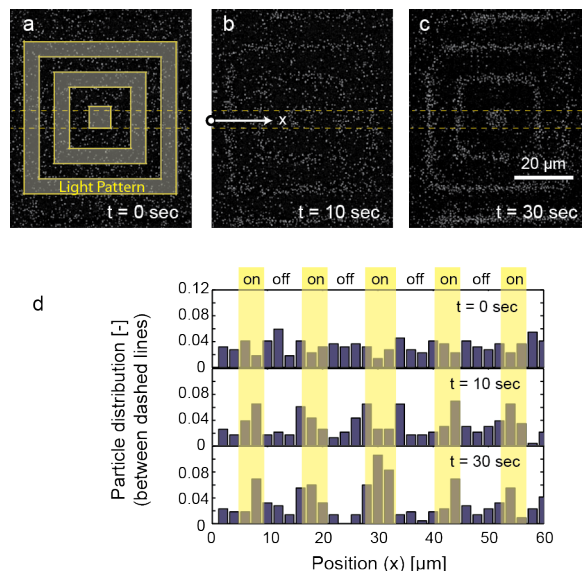 a
b
c
x
20 µm
Light Pattern
t = 0 sec
t = 10 sec
t = 30 sec
d
on off on off on off on off on
0.12
0.08
0.04
0
t = 0 sec
0.08
0.04
0
t = 10 sec
0.08
0.04
0
t = 30 sec
0 10 20 30 40 50 60
Position (x) [µm]
Particle distribution [-]
(between dashed lines)